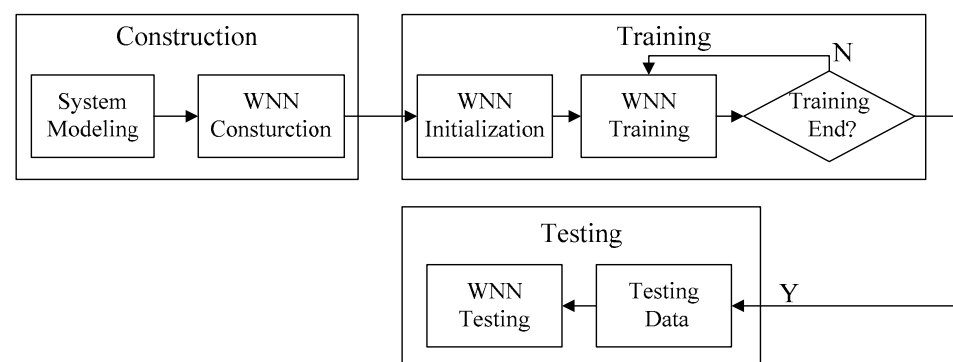 Construction
System
Modeling
WNN
Consturction
Training
WNN
Initialization
WNN
Training
N
Training
End?
Testing
WNN
Testing
Testing
Data
Y